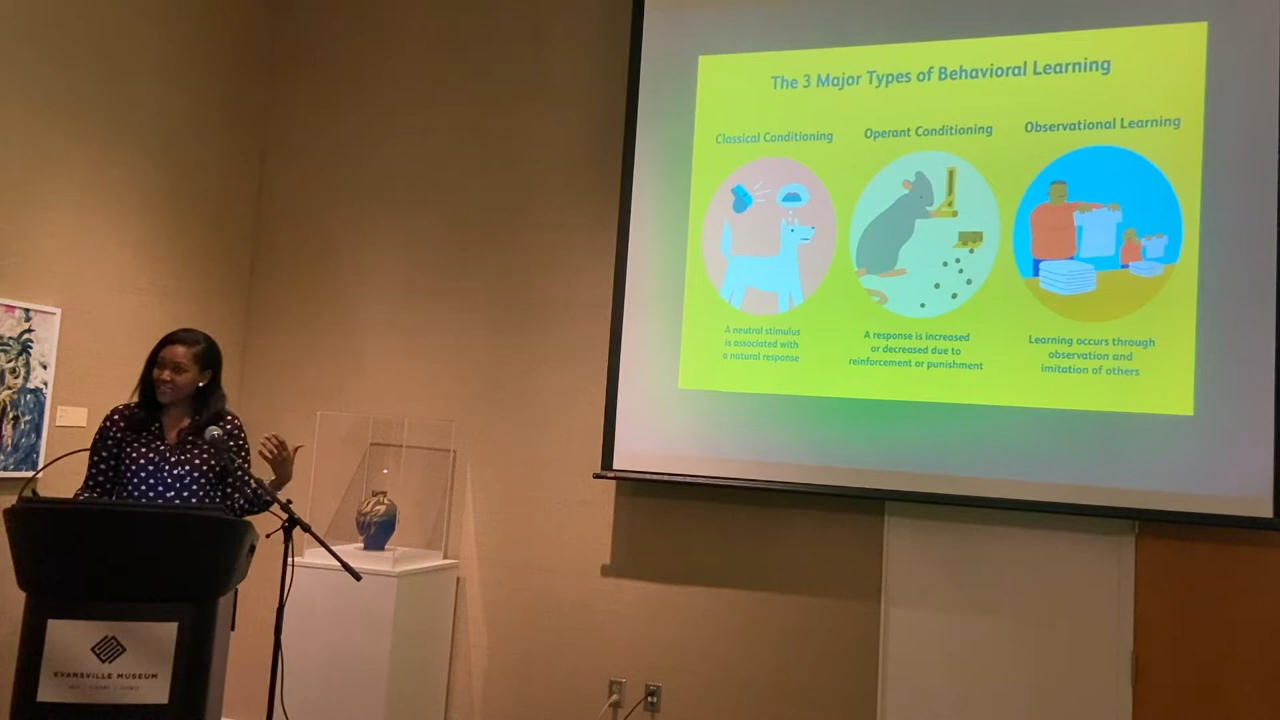 The 3 Major Types of Behavioral Learning
Classical Conditioning
Operant Conditioning
Observational Learning
A neutral stimulus
is associated with
a natural response
A response is increased
or decreased due to
reinforcement or punishment
Learning occurs through
observation and
imitation of others
EVANSVILLE MUSEUM